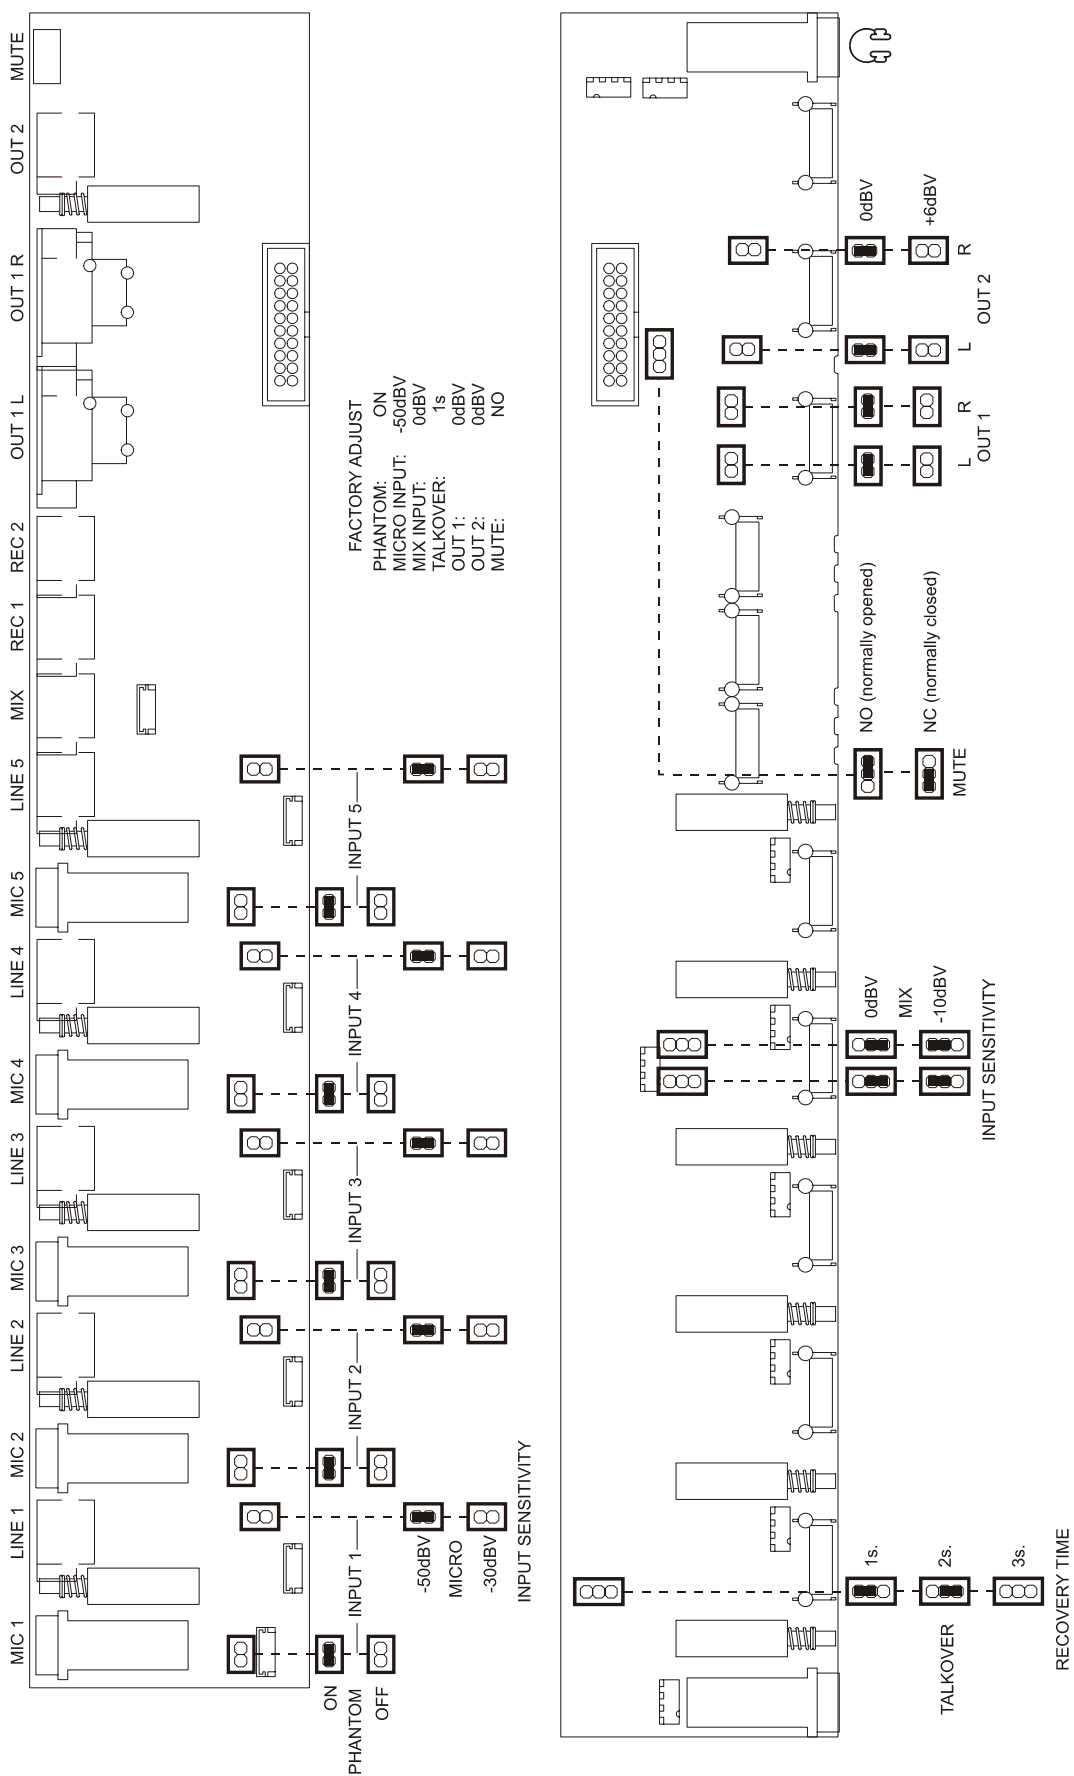 MIC 1
LINE 1
MIC 2
LINE 2
MIC 3
LINE 3
MIC 4
LINE 4
MIC 5
LINE 5
MIX
REC 1
REC 2
OUT 1 L
OUT 1 R
OUT 2
MUTE
ON
PHANTOM
OFF
INPUT 1
INPUT 2
INPUT 3
INPUT 4
INPUT 5
-50dBV
MICRO
-30dBV
INPUT SENSITIVITY
FACTORY ADJUST
PHANTOM: ON
MICRO INPUT: -50dBV
MIX INPUT: 0dBV
TALKOVER: 1s
OUT 1: 0dBV
OUT 2: 0dBV
MUTE: NO
1s.
2s.
3s.
TALKOVER
RECOVERY TIME
0dBV
MIX
-10dBV
INPUT SENSITIVITY
NO (normally opened)
NC (normally closed)
MUTE
L
R
OUT 1
L
R
OUT 2
0dBV
+6dBV